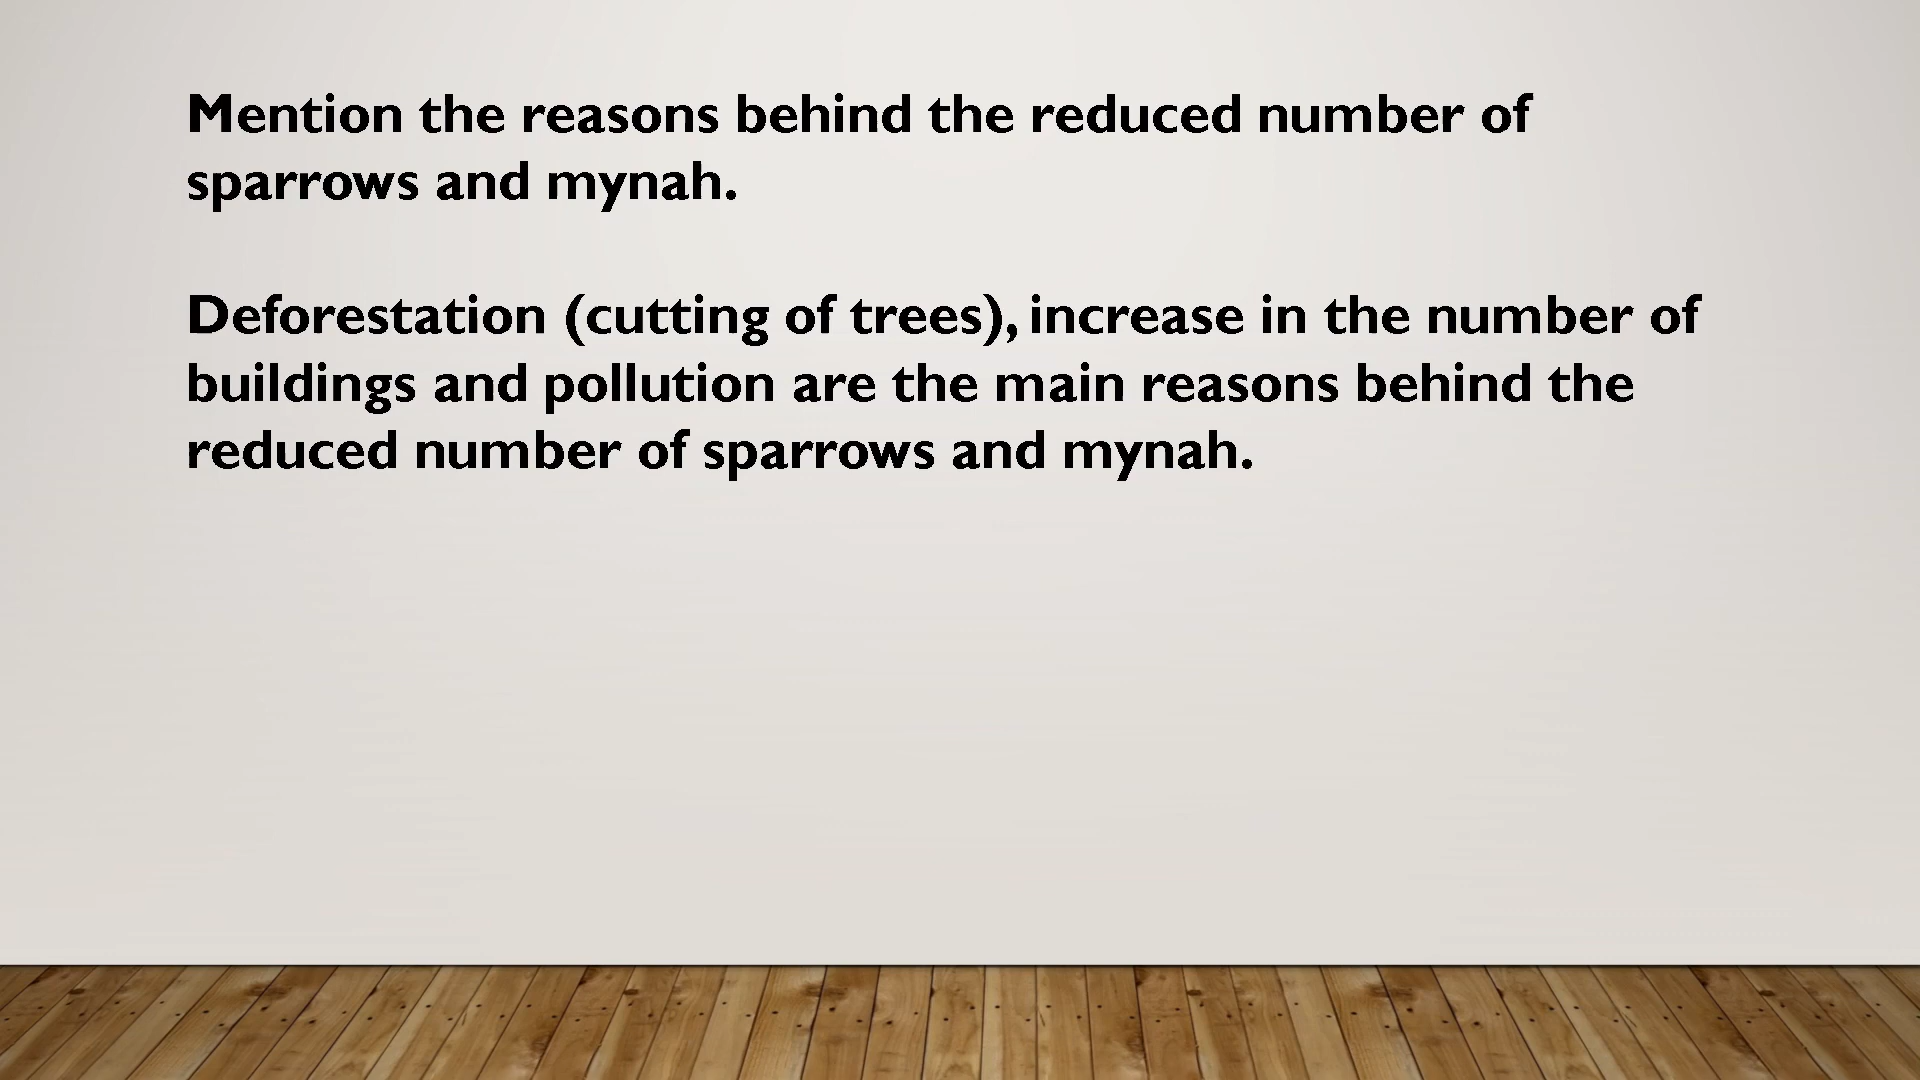 Mention the reasons behind the reduced number of
sparrows and mynah.
Deforestation (cutting of trees), increase in the number of
buildings and pollution are the main reasons behind the
reduced number of sparrows and mynah.